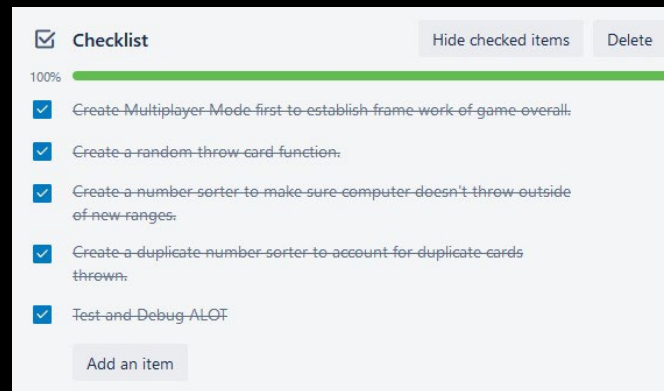 Checklist
Hide checked items
Delete
100%
Create Multiplayer Mode first to establish frame work of game overall.
Create a random throw card function.
Create a number sorter to make sure computer doesn't throw outside
of new ranges.
Create a duplicate number sorter to account for duplicate cards
thrown.
Test and Debug ALOT
Add an item